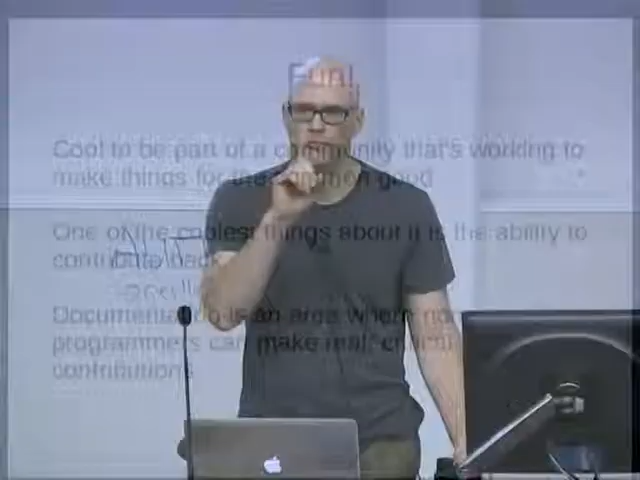 Fun!
Cool to be part of a community that's working to
make things for the common good
One of the coolest things about it is the ability to
contribute back
Documentation is an area where non-
programmers can make real, critical
contributions